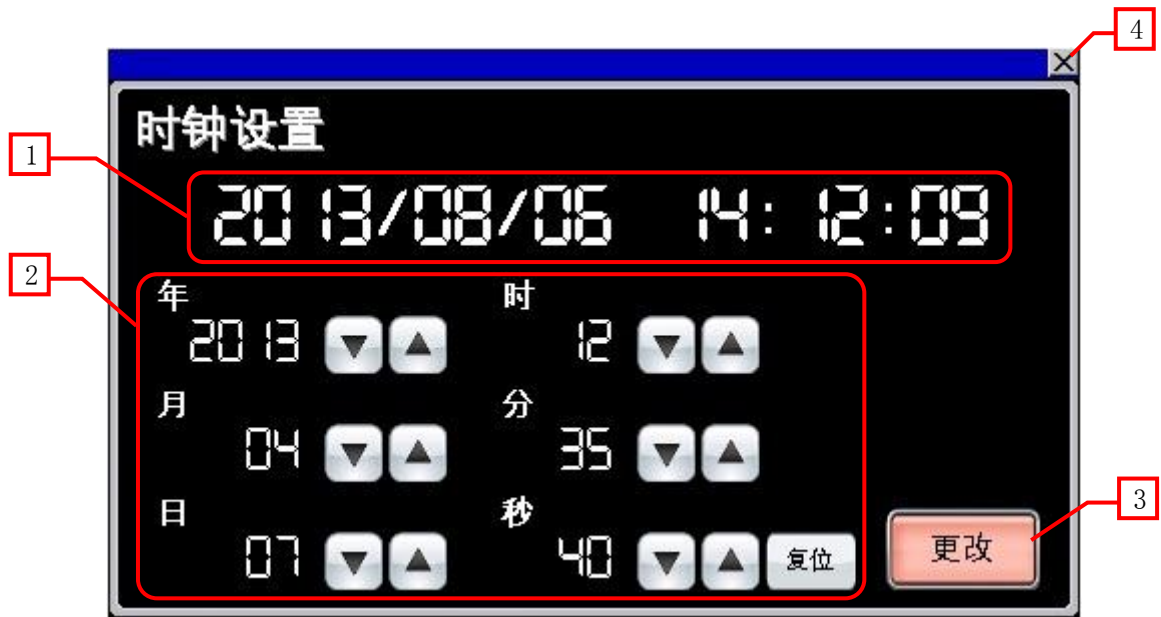 4
时钟设置
1
2013/08/06 14:12:09
2
年 时
2013 ▼ ▲ 12 ▼ ▲
月 分
04 ▼ ▲ 35 ▼ ▲
日 秒
3
07 ▼ ▲ 40 ▼ ▲ 复位 更改